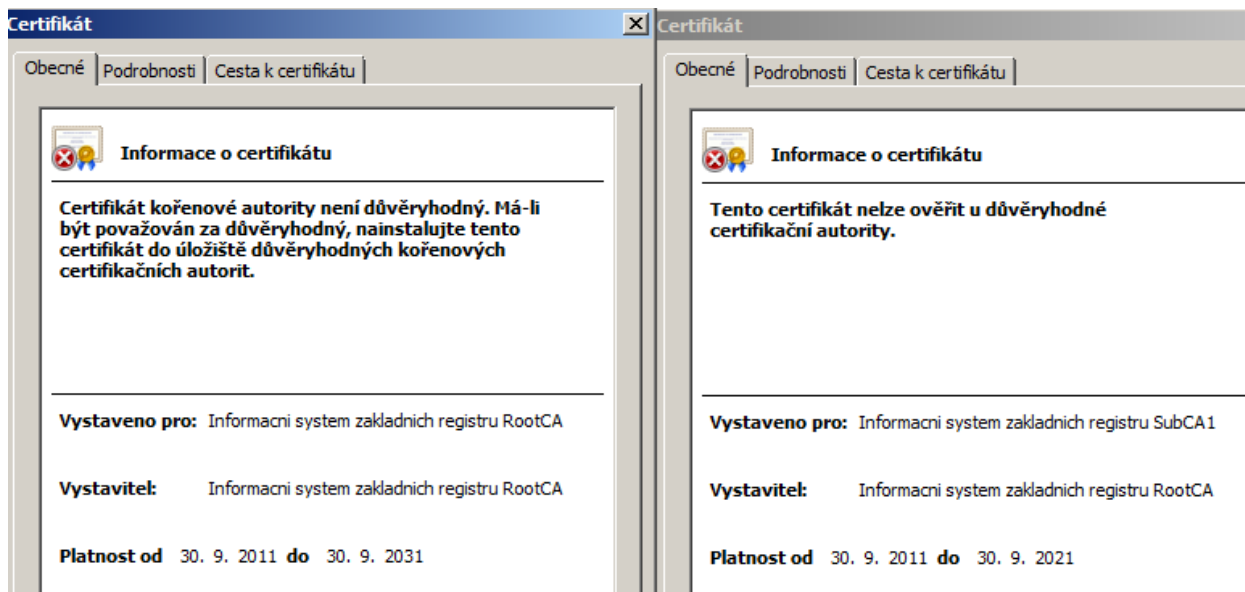 Certifikát
Obecné Podrobnosti Cesta k certifikátu
Informace o certifikátu
Certifikát kořenové autority není důvěryhodný. Má-li
být považován za důvěryhodný, nainstalujte tento
certifikát do úložiště důvěryhodných kořenových
certifikačních autorit.
Vystaveno pro: Informacni system zakladnich registru RootCA
Vystavitel: Informacni system zakladnich registru RootCA
Platnost od 30. 9. 2011 do 30. 9. 2031
Certifikát
Obecné Podrobnosti Cesta k certifikátu
Informace o certifikátu
Tento certifikát nelze ověřit u důvěryhodné
certifikační autority.
Vystaveno pro: Informacni system zakladnich registru SubCA1
Vystavitel: Informacni system zakladnich registru RootCA
Platnost od 30. 9. 2011 do 30. 9. 2021